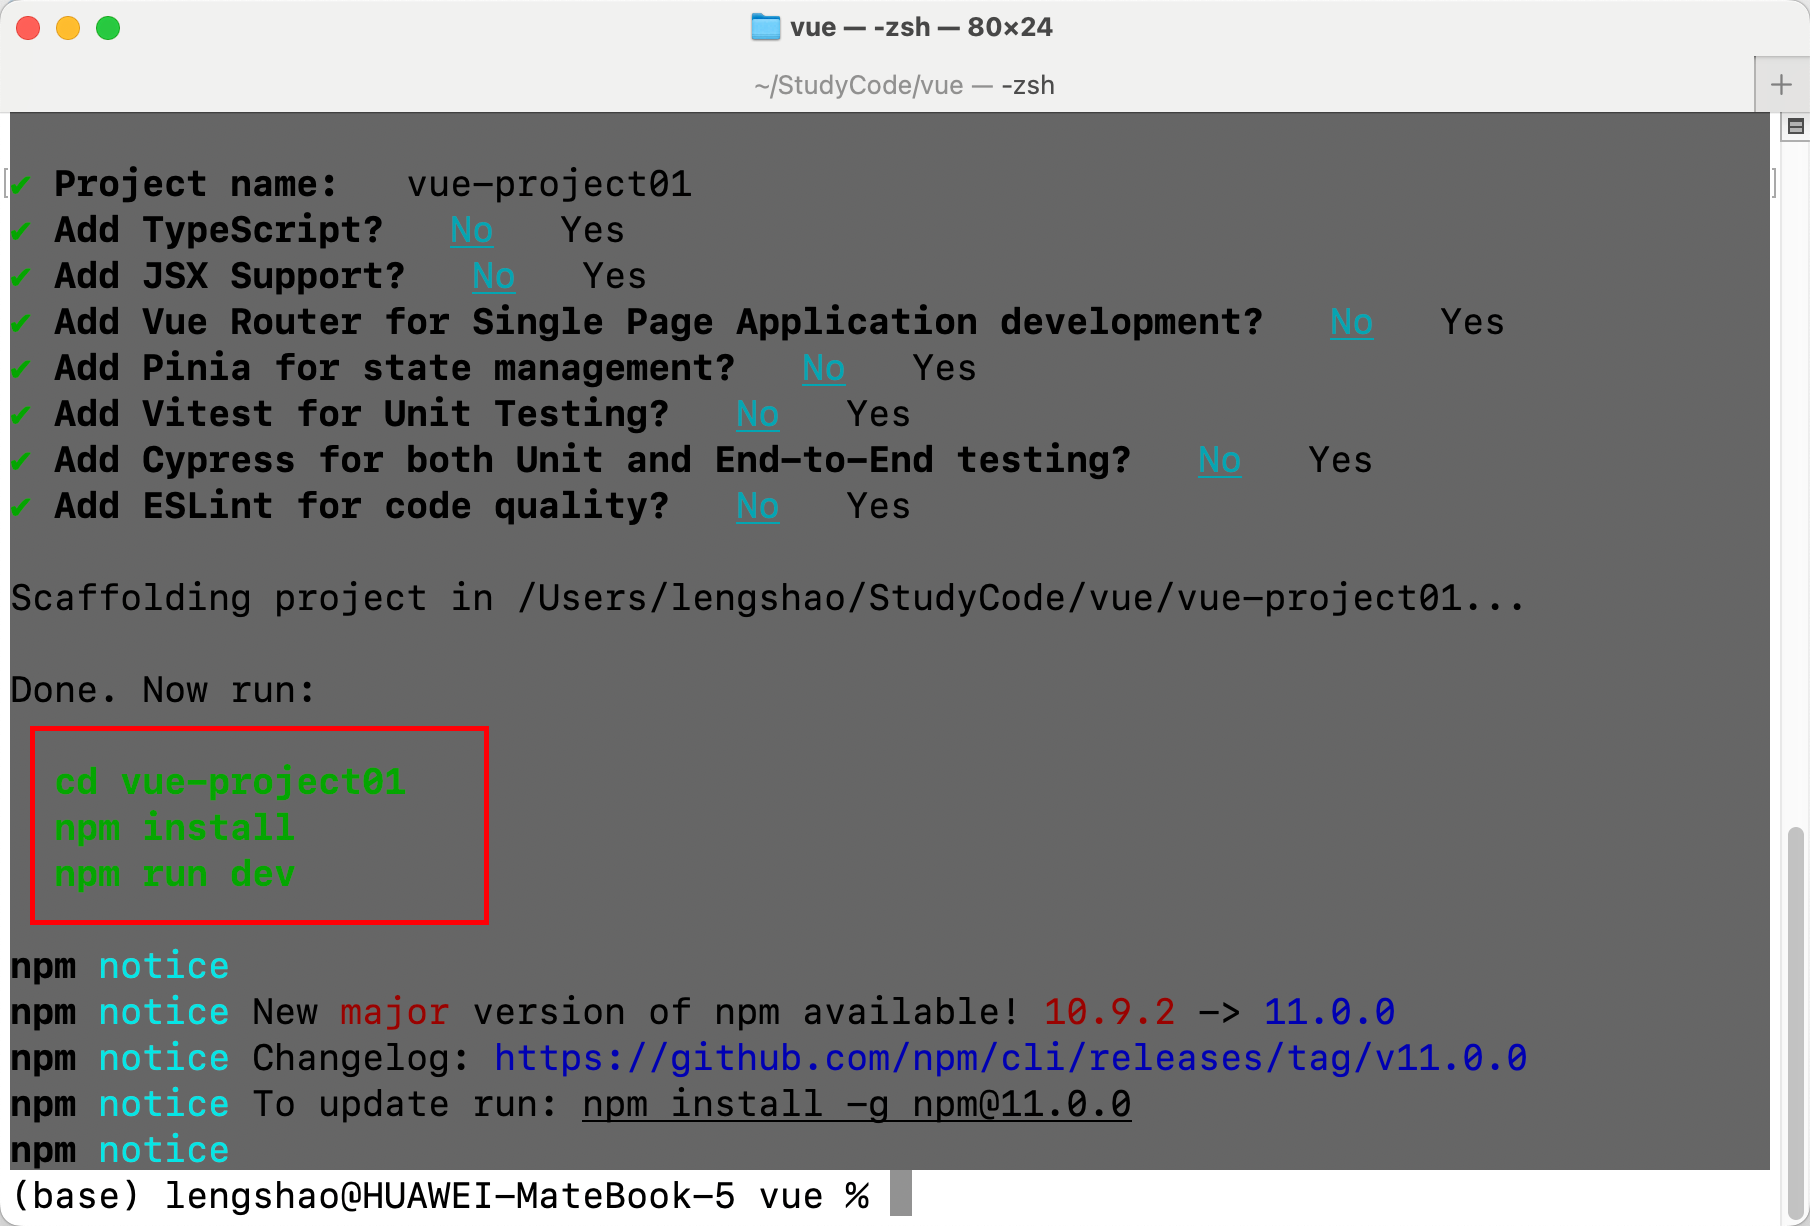 vue — -zsh — 80×24
~/StudyCode/vue — -zsh
✔ Project name: vue-project01
✔ Add TypeScript? No Yes
✔ Add JSX Support? No Yes
✔ Add Vue Router for Single Page Application development? No Yes
✔ Add Pinia for state management? No Yes
✔ Add Vitest for Unit Testing? No Yes
✔ Add Cypress for both Unit and End-to-End testing? No Yes
✔ Add ESLint for code quality? No Yes
Scaffolding project in /Users/lengshao/StudyCode/vue/vue-project01...
Done. Now run:
cd vue-project01
npm install
npm run dev
npm notice
npm notice New major version of npm available! 10.9.2 -> 11.0.0
npm notice Changelog: https://github.com/npm/cli/releases/tag/v11.0.0
npm notice To update run: npm install -g npm@11.0.0
npm notice
(base) lengshao@HUAWEI-MateBook-5 vue %